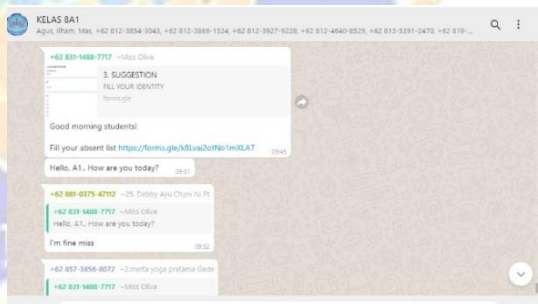 KELAS 8A1
Agus, Ilham, Mas, +62 812-3854-3043, +62 812-3869-1524, +62 812-3927-9228, +62 812-4640-8529, +62 813-5391-2470, +62 819-...
+62 831-1488-7717 ~Miss Olive
3. SUGGESTION
FILL YOUR IDENTITY
forms.gle
Good morning students!
Fill your absent list https://forms.gle/k8Lvai2otNo1mXLA7 09:45
Hello, A1.. How are you today? 09:51
+62 881-0375-47112 ~25. Debby Ayu Chyni Ni Pt
+62 831-1488-7717 ~Miss Olive
Hello, A1.. How are you today?
I'm fine miss 09:52
+62 857-3856-8072 ~2.merta yoga pratama Gede
+62 831-1488-7717 ~Miss Olive